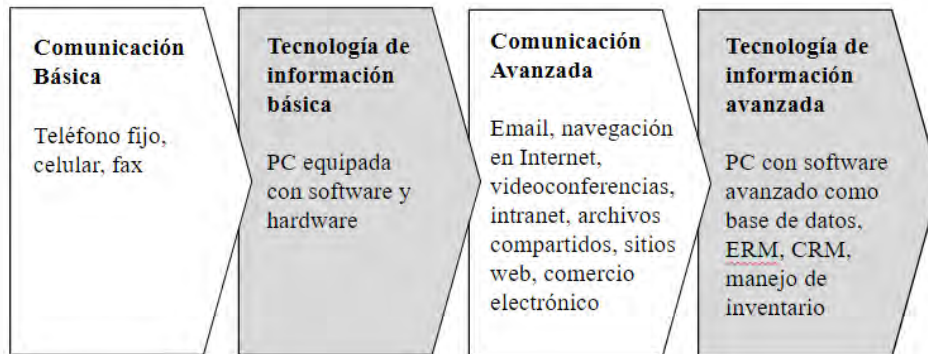 Comunicación
Básica
Teléfono fijo,
celular, fax
Tecnología de
información
básica
PC equipada
con software y
hardware
Comunicación
Avanzada
Email, navegación
en Internet,
videoconferencias,
intranet, archivos
compartidos, sitios
web, comercio
electrónico
Tecnología de
información
avanzada
PC con software
avanzado como
base de datos,
ERM, CRM,
manejo de
inventario